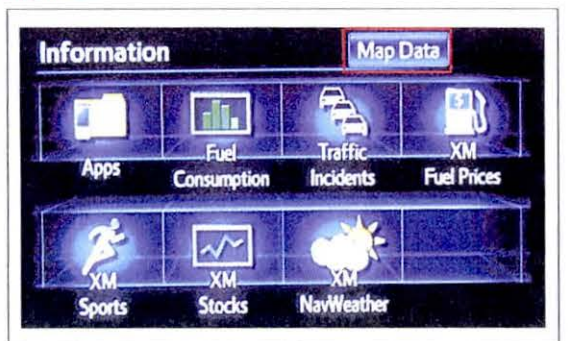 Information
Map Data
Apps
Fuel
Consumption
Traffic
Incidents
XM
Fuel Prices
XM
Sports
XM
Stocks
XM
NavWeather